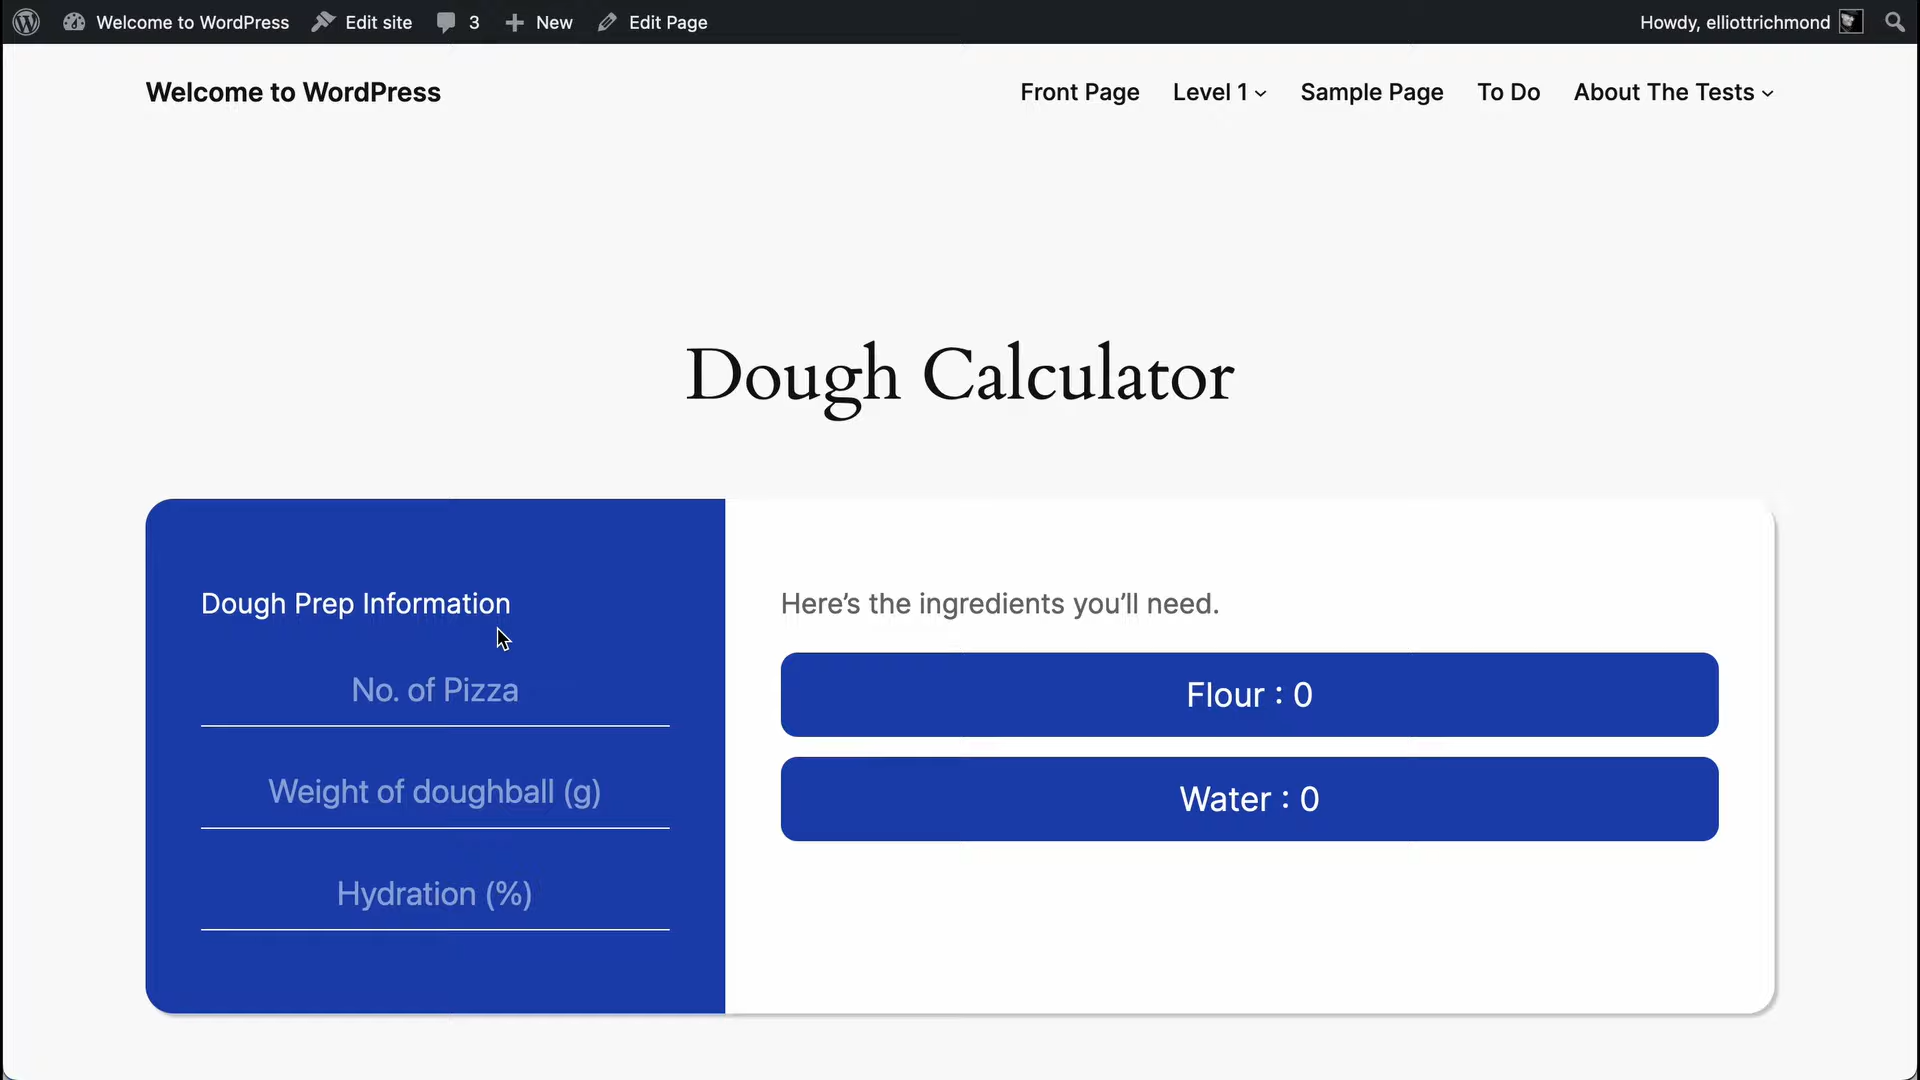 Welcome to WordPress Edit site 3 New Edit Page Howdy, elliottrichmond
Welcome to WordPress Front Page Level 1 Sample Page To Do About The Tests
Dough Calculator
Dough Prep Information
No. of Pizza
Weight of doughball (g)
Hydration (%)
Here’s the ingredients you’ll need.
Flour : 0
Water : 0